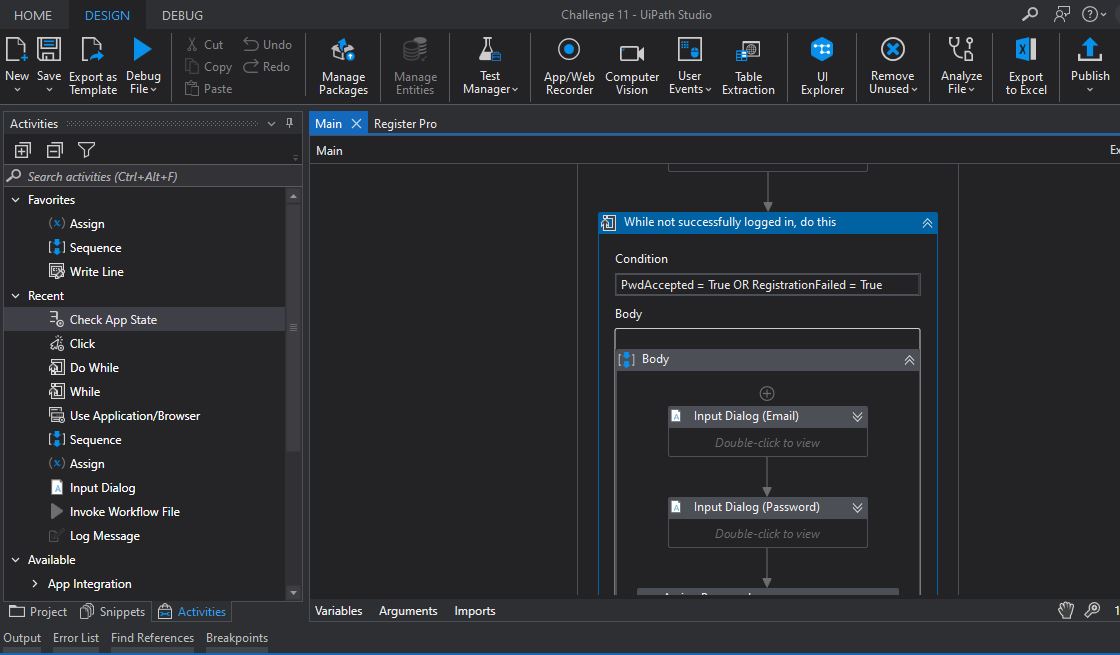 HOME DESIGN DEBUG Challenge 11 - UiPath Studio
New Save Export as Template Debug File
Cut Undo
Copy Redo
Paste
Manage Packages Manage Entities Test Manager App/Web Recorder Computer Vision User Events Table Extraction UI Explorer Remove Unused Analyze File Export to Excel Publish
Activities
Search activities (Ctrl+Alt+F)
Favorites
Assign
Sequence
Write Line
Recent
Check App State
Click
Do While
While
Use Application/Browser
Sequence
Assign
Input Dialog
Invoke Workflow File
Log Message
Available
App Integration
Project Snippets Activities
Main Register Pro
Main Ex
While not successfully logged in, do this
Condition
PwdAccepted = True OR RegistrationFailed = True
Body
Body
Input Dialog (Email)
Double-click to view
Input Dialog (Password)
Double-click to view
Variables Arguments Imports
Output Error List Find References Breakpoints